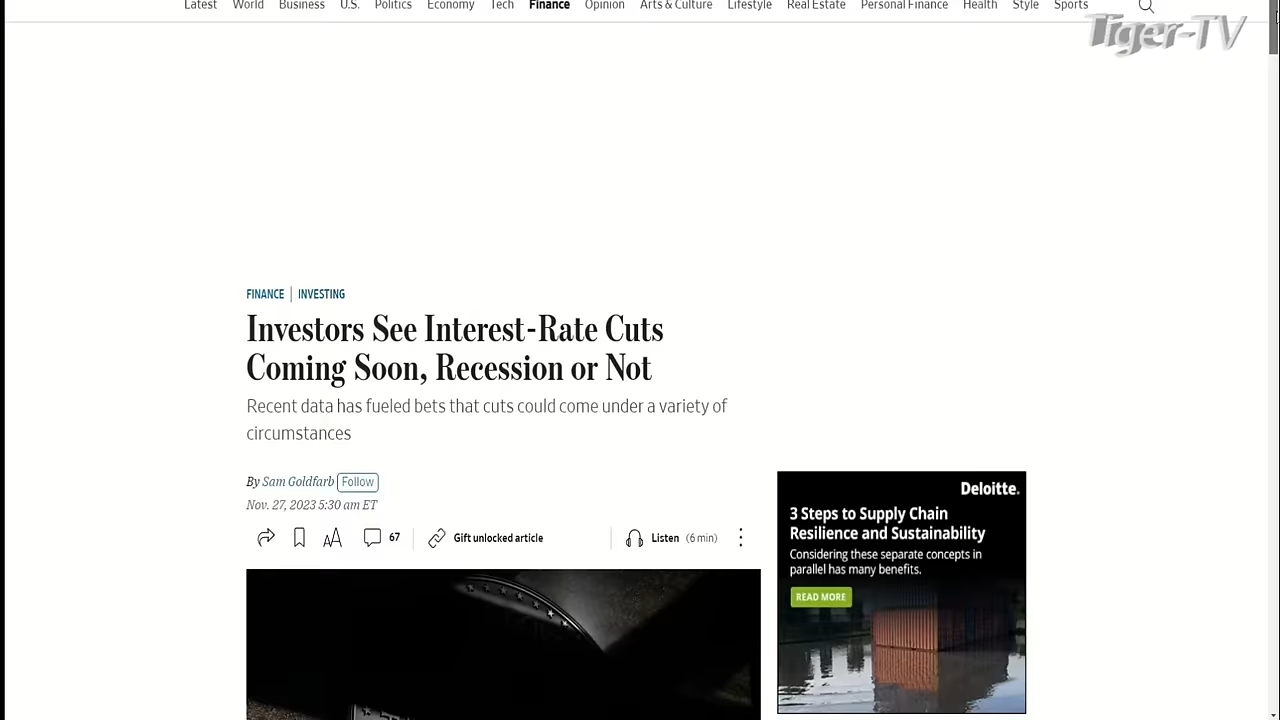 Latest World Business U.S. Politics Economy Tech Finance Opinion Arts & Culture Lifestyle Real Estate Personal Finance Health Style Sports
Tiger-TV
FINANCE | INVESTING
Investors See Interest-Rate Cuts
Coming Soon, Recession or Not
Recent data has fueled bets that cuts could come under a variety of
circumstances
By Sam Goldfarb Follow
Nov. 27, 2023 5:30 am ET
67 Gift unlocked article Listen (6 min)
Deloitte.
3 Steps to Supply Chain
Resilience and Sustainability
Considering these separate concepts in
parallel has many benefits.
READ MORE